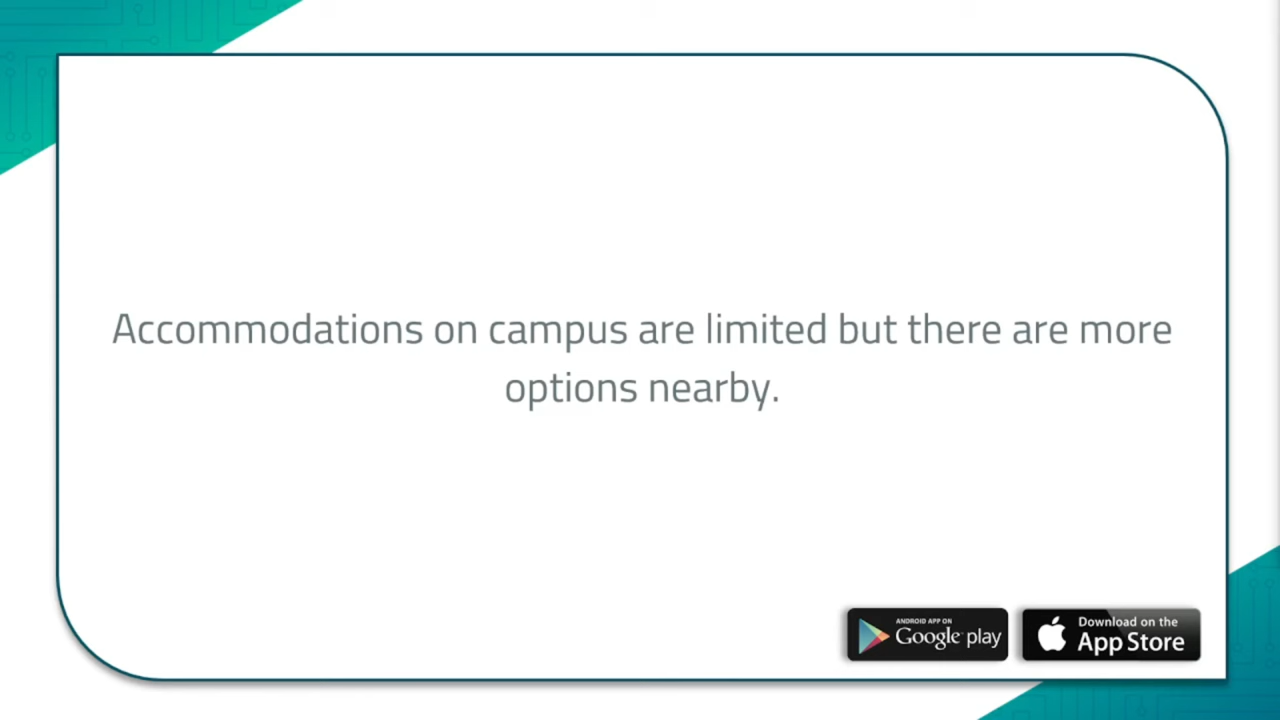 Accommodations on campus are limited but there are more
options nearby.
ANDROID APP ON
Google play
Download on the
App Store